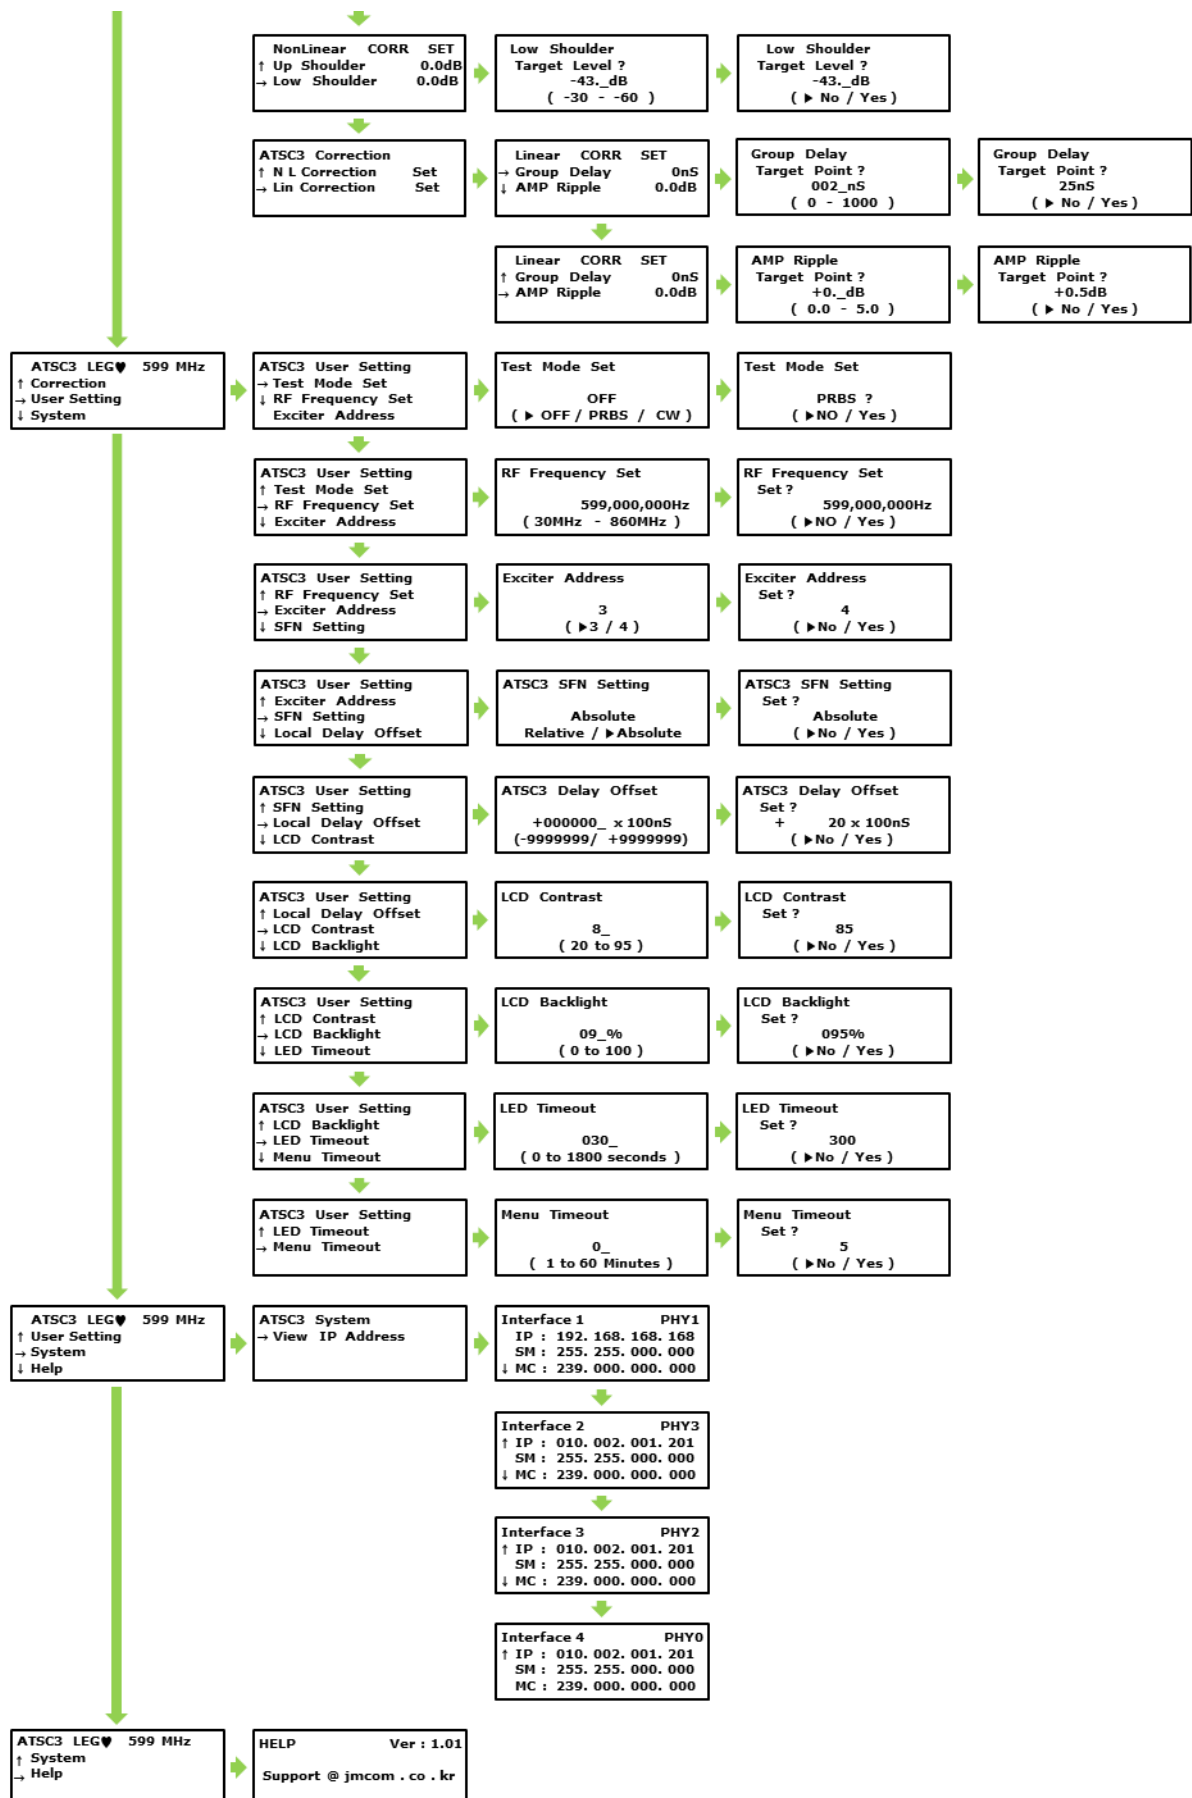 NonLinear CORR SET
↑ Up Shoulder 0.0dB
→ Low Shoulder 0.0dB
Low Shoulder
Target Level ?
-43._dB
( -30 - -60 )
Low Shoulder
Target Level ?
-43._dB
( ▶ No / Yes )
ATSC3 Correction
↑ N L Correction Set
→ Lin Correction Set
Linear CORR SET
→ Group Delay 0nS
↓ AMP Ripple 0.0dB
Group Delay
Target Point ?
002_nS
( 0 - 1000 )
Group Delay
Target Point ?
25nS
( ▶ No / Yes )
Linear CORR SET
↑ Group Delay 0nS
→ AMP Ripple 0.0dB
AMP Ripple
Target Point ?
+0._dB
( 0.0 - 5.0 )
AMP Ripple
Target Point ?
+0.5dB
( ▶ No / Yes )
ATSC3 LEG♥ 599 MHz
↑ Correction
→ User Setting
↓ System
ATSC3 User Setting
→ Test Mode Set
↓ RF Frequency Set
Exciter Address
Test Mode Set
OFF
( ▶ OFF / PRBS / CW )
Test Mode Set
PRBS ?
( ▶NO / Yes )
ATSC3 User Setting
↑ Test Mode Set
→ RF Frequency Set
↓ Exciter Address
RF Frequency Set
599,000,000Hz
( 30MHz - 860MHz )
RF Frequency Set
Set ?
599,000,000Hz
( ▶NO / Yes )
ATSC3 User Setting
↑ RF Frequency Set
→ Exciter Address
↓ SFN Setting
Exciter Address
3
( ▶3 / 4 )
Exciter Address
Set ?
4
( ▶No / Yes )
ATSC3 User Setting
↑ Exciter Address
→ SFN Setting
↓ Local Delay Offset
ATSC3 SFN Setting
Absolute
Relative / ▶Absolute
ATSC3 SFN Setting
Set ?
Absolute
( ▶No / Yes )
ATSC3 User Setting
↑ SFN Setting
→ Local Delay Offset
↓ LCD Contrast
ATSC3 Delay Offset
+000000_ x 100nS
(-9999999/ +9999999)
ATSC3 Delay Offset
Set ?
+ 20 x 100nS
( ▶No / Yes )
ATSC3 User Setting
↑ Local Delay Offset
→ LCD Contrast
↓ LCD Backlight
LCD Contrast
8_
( 20 to 95 )
LCD Contrast
Set ?
85
( ▶No / Yes )
ATSC3 User Setting
↑ LCD Contrast
→ LCD Backlight
↓ LED Timeout
LCD Backlight
09_%
( 0 to 100 )
LCD Backlight
Set ?
095%
( ▶No / Yes )
ATSC3 User Setting
↑ LCD Backlight
→ LED Timeout
↓ Menu Timeout
LED Timeout
030_
( 0 to 1800 seconds )
LED Timeout
Set ?
300
( ▶No / Yes )
ATSC3 User Setting
↑ LED Timeout
→ Menu Timeout
Menu Timeout
0_
( 1 to 60 Minutes )
Menu Timeout
Set ?
5
( ▶No / Yes )
ATSC3 LEG♥ 599 MHz
↑ User Setting
→ System
↓ Help
ATSC3 System
→ View IP Address
Interface 1 PHY1
IP : 192. 168. 168. 168
SM : 255. 255. 000. 000
↓ MC : 239. 000. 000. 000
Interface 2 PHY3
↑ IP : 010. 002. 001. 201
SM : 255. 255. 000. 000
↓ MC : 239. 000. 000. 000
Interface 3 PHY2
↑ IP : 010. 002. 001. 201
SM : 255. 255. 000. 000
↓ MC : 239. 000. 000. 000
Interface 4 PHY0
↑ IP : 010. 002. 001. 201
SM : 255. 255. 000. 000
MC : 239. 000. 000. 000
ATSC3 LEG♥ 599 MHz
↑ System
→ Help
HELP Ver : 1.01
Support @ jmcom . co . kr